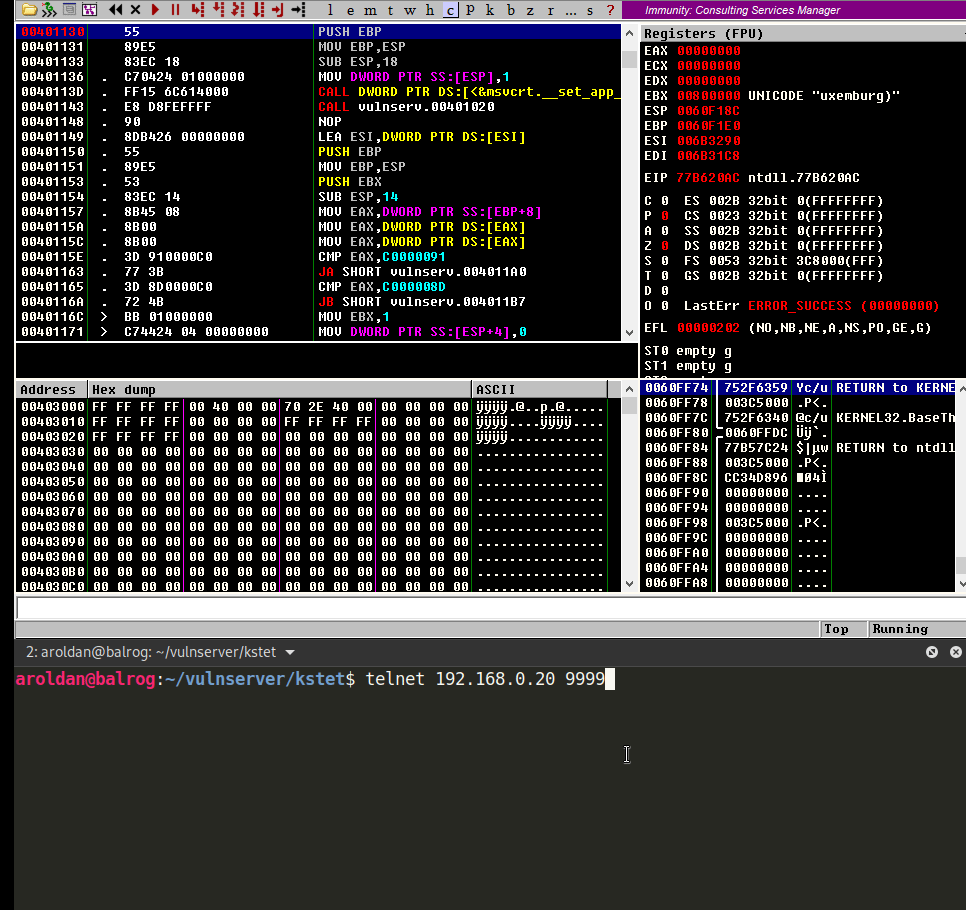 l e m t w h c P k b z r ... s ? Immunity: Consulting Services Manager
00401130 55 PUSH EBP
00401131 89E5 MOV EBP,ESP
00401133 83EC 18 SUB ESP,18
00401136 . C70424 01000000 MOV DWORD PTR SS:[ESP],1
0040113D . FF15 6C614000 CALL DWORD PTR DS:[<&msvcrt.__set_app_
00401143 . E8 D8FEFFFF CALL vulnserv.00401020
00401148 . 90 NOP
00401149 . 8DB426 00000000 LEA ESI,DWORD PTR DS:[ESI]
00401150 . 55 PUSH EBP
00401151 . 89E5 MOV EBP,ESP
00401153 . 53 PUSH EBX
00401154 . 83EC 14 SUB ESP,14
00401157 . 8B45 08 MOV EAX,DWORD PTR SS:[EBP+8]
0040115A . 8B00 MOV EAX,DWORD PTR DS:[EAX]
0040115C . 8B00 MOV EAX,DWORD PTR DS:[EAX]
0040115E . 3D 910000C0 CMP EAX,C0000091
00401163 . 77 3B JA SHORT vulnserv.004011A0
00401165 . 3D 8D0000C0 CMP EAX,C000008D
0040116A . 72 4B JB SHORT vulnserv.004011B7
0040116C > BB 01000000 MOV EBX,1
00401171 > C74424 04 00000000 MOV DWORD PTR SS:[ESP+4],0
Registers (FPU)
EAX 00000000
ECX 00000000
EDX 00000000
EBX 00800000 UNICODE "uxemburg)"
ESP 0060F18C
EBP 0060F1E0
ESI 006B3290
EDI 006B31C8
EIP 77B620AC ntdll.77B620AC
C 0 ES 002B 32bit 0(FFFFFFFF)
P 0 CS 0023 32bit 0(FFFFFFFF)
A 0 SS 002B 32bit 0(FFFFFFFF)
Z 0 DS 002B 32bit 0(FFFFFFFF)
S 0 FS 0053 32bit 3C8000(FFF)
T 0 GS 002B 32bit 0(FFFFFFFF)
D 0
O 0 LastErr ERROR_SUCCESS (00000000)
EFL 00000202 (NO,NB,NE,A,NS,PO,GE,G)
ST0 empty g
ST1 empty g
Address Hex dump ASCII
00403000 FF FF FF FF 00 40 00 00 70 2E 40 00 00 00 00 00 ÿÿÿÿ.@..p.@.....
00403010 FF FF FF FF 00 00 00 00 FF FF FF FF 00 00 00 00 ÿÿÿÿ....ÿÿÿÿ....
00403020 FF FF FF FF 00 00 00 00 00 00 00 00 00 00 00 00 ÿÿÿÿ............
00403030 00 00 00 00 00 00 00 00 00 00 00 00 00 00 00 00 ................
00403040 00 00 00 00 00 00 00 00 00 00 00 00 00 00 00 00 ................
00403050 00 00 00 00 00 00 00 00 00 00 00 00 00 00 00 00 ................
00403060 00 00 00 00 00 00 00 00 00 00 00 00 00 00 00 00 ................
00403070 00 00 00 00 00 00 00 00 00 00 00 00 00 00 00 00 ................
00403080 00 00 00 00 00 00 00 00 00 00 00 00 00 00 00 00 ................
00403090 00 00 00 00 00 00 00 00 00 00 00 00 00 00 00 00 ................
004030A0 00 00 00 00 00 00 00 00 00 00 00 00 00 00 00 00 ................
004030B0 00 00 00 00 00 00 00 00 00 00 00 00 00 00 00 00 ................
004030C0 00 00 00 00 00 00 00 00 00 00 00 00 00 00 00 00 ................
0060FF74 752F6359 Yc/u RETURN to KERNE
0060FF78 003C5000 .P<.
0060FF7C 752F6340 @c/u KERNEL32.BaseTh
0060FF80 0060FFDC Üÿ`.
0060FF84 77B57C24 $|µw RETURN to ntdll
0060FF88 003C5000 .P<.
0060FF8C CC34D896 Ø4Ì
0060FF90 00000000 ....
0060FF94 00000000 ....
0060FF98 003C5000 .P<.
0060FF9C 00000000 ....
0060FFA0 00000000 ....
0060FFA4 00000000 ....
0060FFA8 00000000 ....
Top Running
2: aroldan@balrog: ~/vulnserver/kstet
aroldan@balrog:~/vulnserver/kstet$ telnet 192.168.0.20 9999